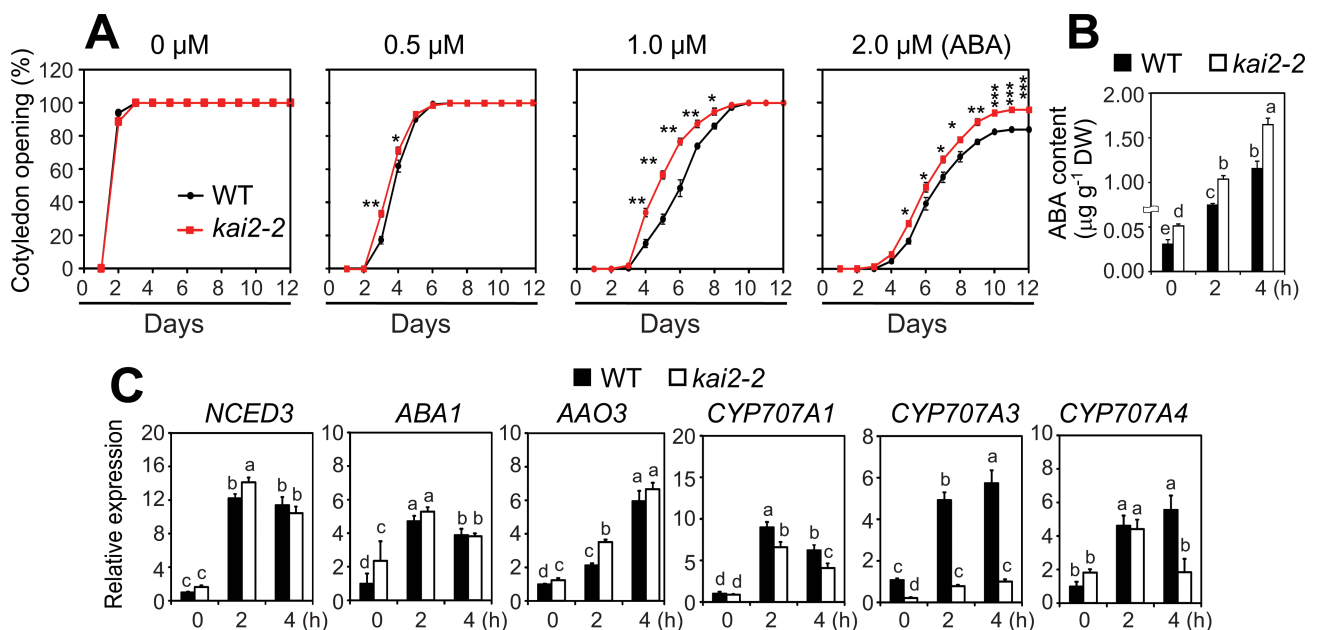 A
0 µM
0.5 µM
1.0 µM
2.0 µM (ABA)
Cotyledon opening (%)
120
100
80
60
40
20
0
WT
kai2-2
** *
** ** ** ** *
* * * * ** *** *** ***
0 2 4 6 8 10 12
0 2 4 6 8 10 12
0 2 4 6 8 10 12
0 2 4 6 8 10 12
Days
Days
Days
Days
B
WT kai2-2
ABA content
(µg g-1 DW)
2.00
1.50
1.00
0.05
0.00
e d c b b a
0 2 4 (h)
C
WT kai2-2
Relative expression
NCED3
20
16
12
8
4
0
c c b a b b
0 2 4 (h)
ABA1
10
8
6
4
2
0
d c a a b b
0 2 4 (h)
AAO3
10
8
6
4
2
0
d c c b a a
0 2 4 (h)
CYP707A1
20
15
10
5
0
d d a b b c
0 2 4 (h)
CYP707A3
8
6
4
2
0
c d b c a c
0 2 4 (h)
CYP707A4
10
8
6
4
2
0
b b a a a b
0 2 4 (h)